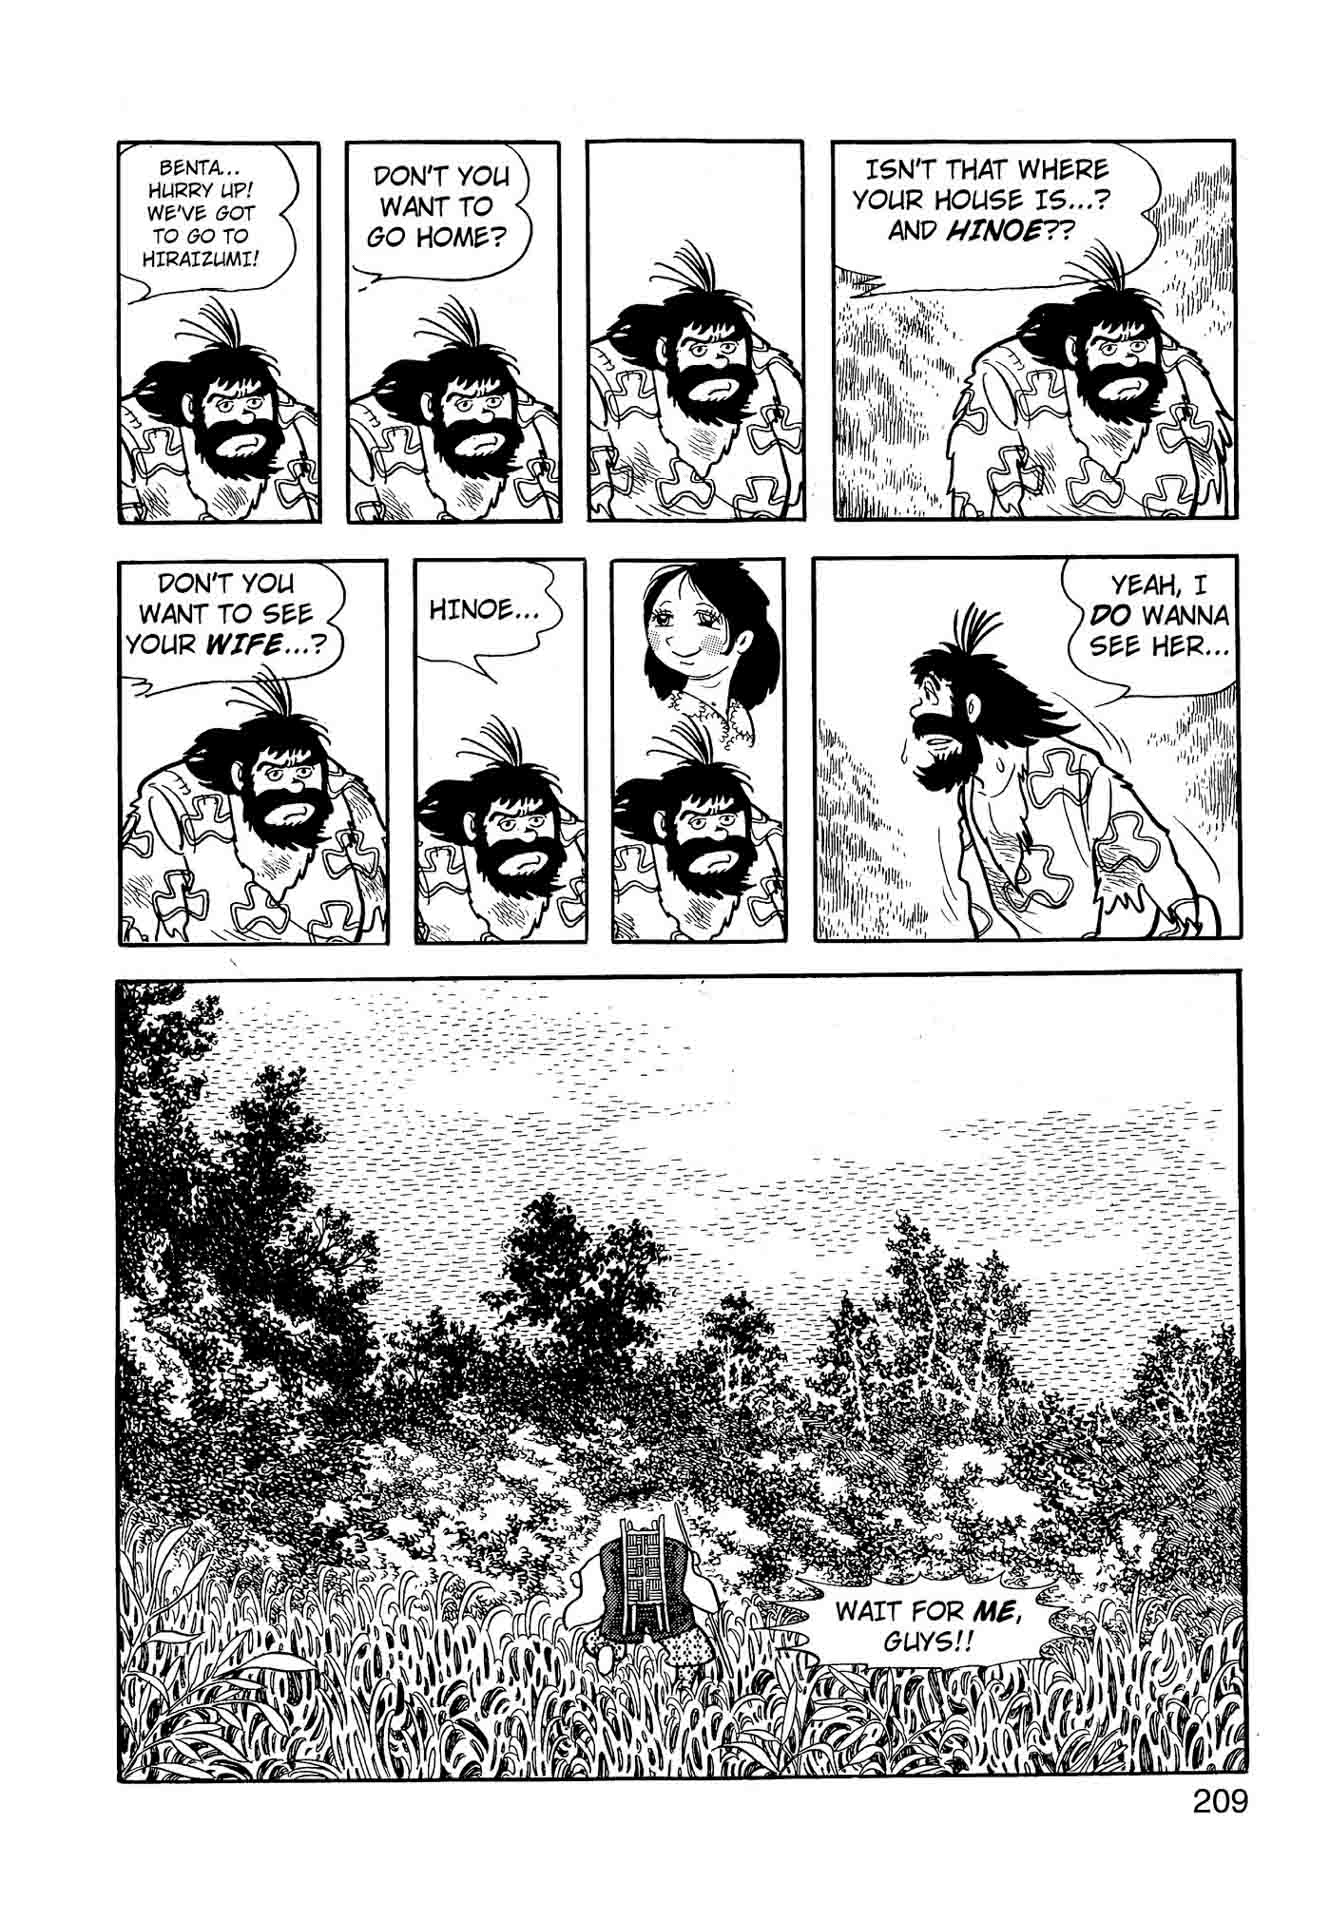 BENTA...
HURRY UP!
WE'VE GOT
TO GO TO
HIRAIZUMI!
DON'T YOU
WANT TO
GO HOME?
ISN'T THAT WHERE
YOUR HOUSE IS...?
AND HINOE??
DON'T YOU
WANT TO SEE
YOUR WIFE...?
HINOE...
YEAH, I
DO WANNA
SEE HER...
WAIT FOR ME,
GUYS!!
209